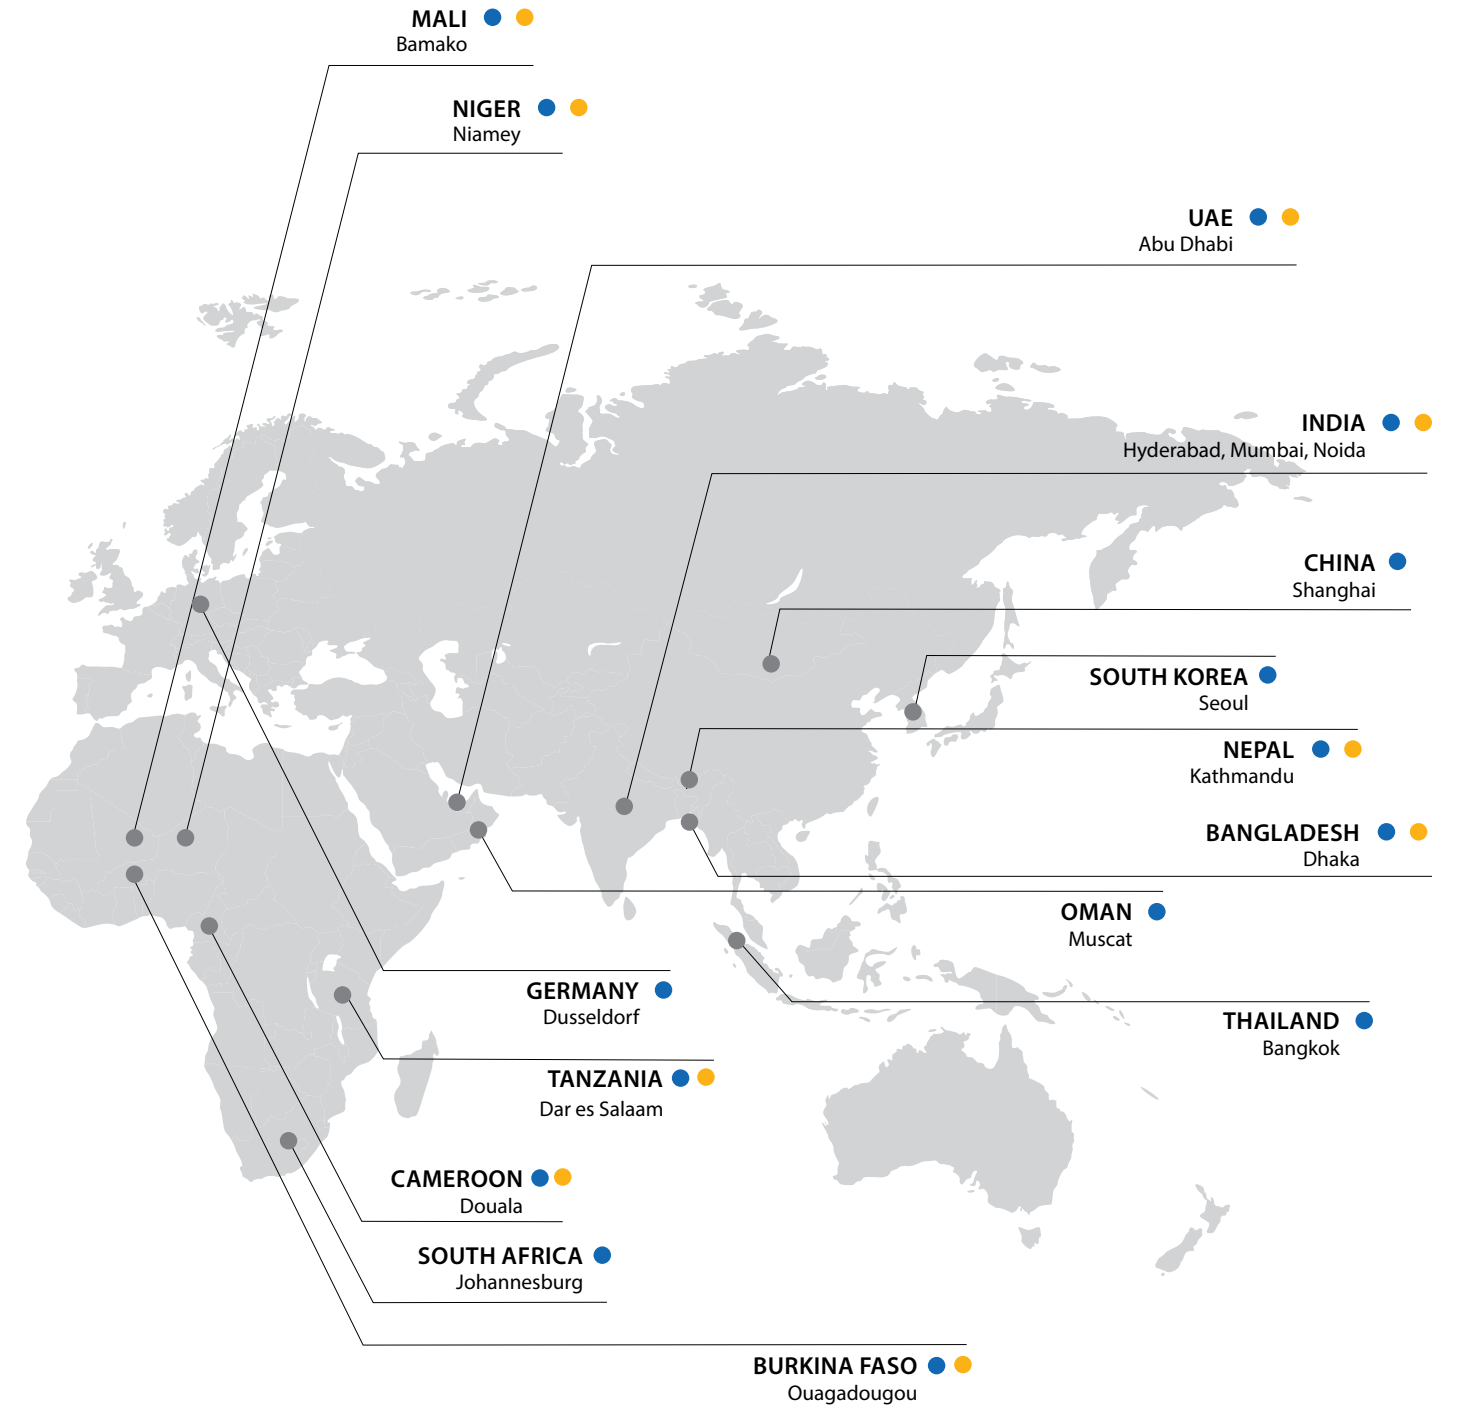 MALI
Bamako
NIGER
Niamey
UAE
Abu Dhabi
INDIA
Hyderabad, Mumbai, Noida
CHINA
Shanghai
SOUTH KOREA
Seoul
NEPAL
Kathmandu
BANGLADESH
Dhaka
OMAN
Muscat
GERMANY
Dusseldorf
THAILAND
Bangkok
TANZANIA
Dar es Salaam
CAMEROON
Douala
SOUTH AFRICA
Johannesburg
BURKINA FASO
Ouagadougou